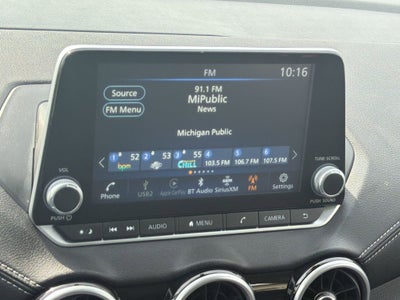 FM 10:16
Source
91.1 FM
MiPublic
News
FM Menu
Michigan Public
1 bpm 52 2 53 3 CHILL 55 4 103.5 FM 5 106.7 FM 6 107.5 FM
VOL
TUNE·SCROLL
Phone USB2 Apple CarPlay BT Audio SiriusXM FM Settings
PUSH
PUSH SOUND
AUDIO MENU CAMERA